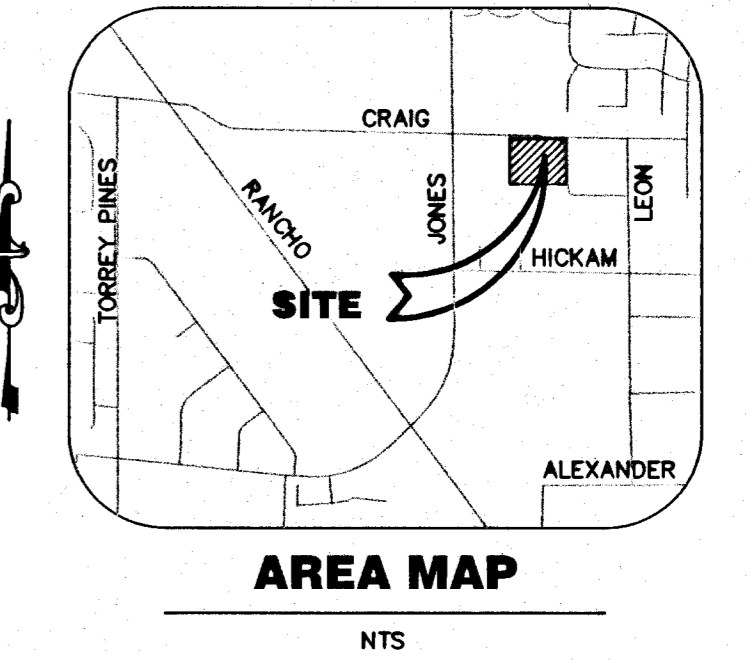 CRAIG
TORREY PINES
RANCHO
JONES
LEON
HICKAM
SITE
ALEXANDER
AREA MAP
NTS